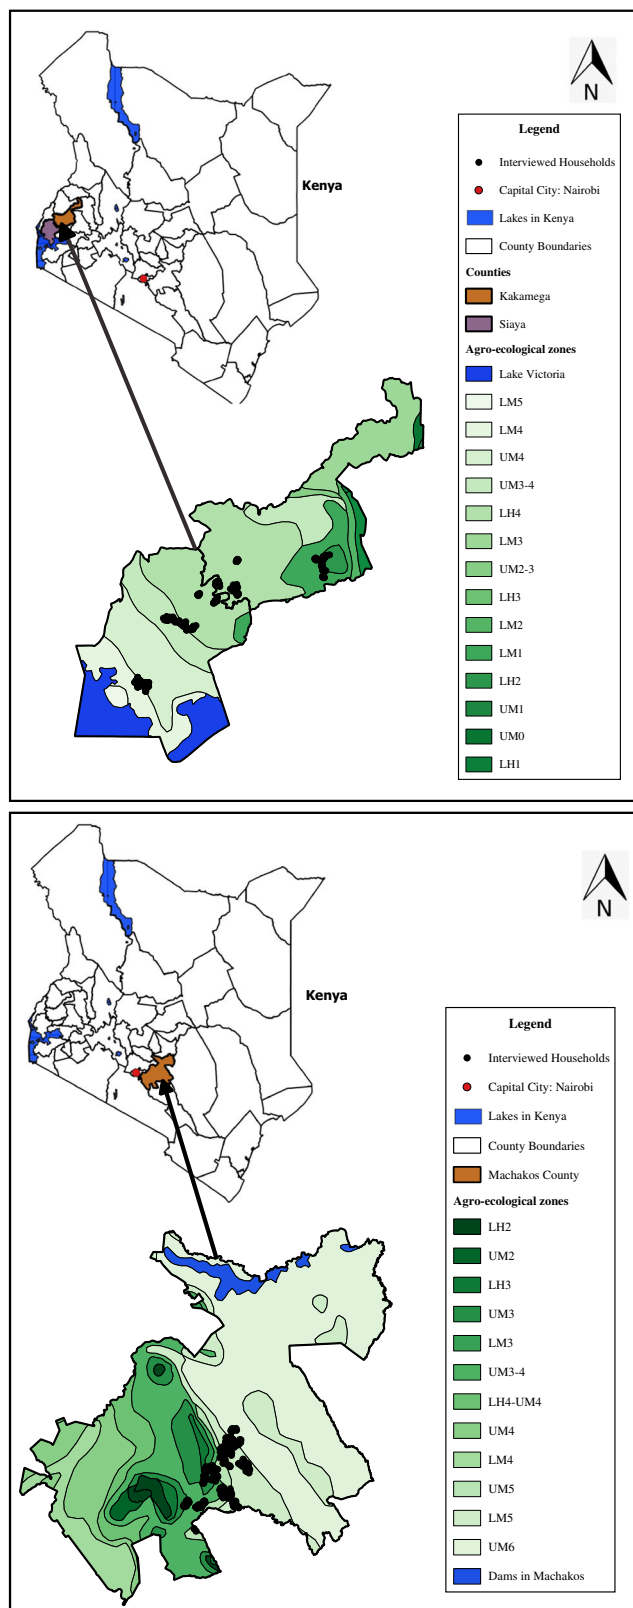 N
Kenya
Legend
Interviewed Households
Capital City: Nairobi
Lakes in Kenya
County Boundaries
Counties
Kakamega
Siaya
Agro-ecological zones
Lake Victoria
LM5
LM4
UM4
UM3-4
LH4
LM3
UM2-3
LH3
LM2
LM1
LH2
UM1
UM0
LH1
N
Kenya
Legend
Interviewed Households
Capital City: Nairobi
Lakes in Kenya
County Boundaries
Machakos County
Agro-ecological zones
LH2
UM2
LH3
UM3
LM3
UM3-4
LH4-UM4
UM4
LM4
UM5
LM5
UM6
Dams in Machakos